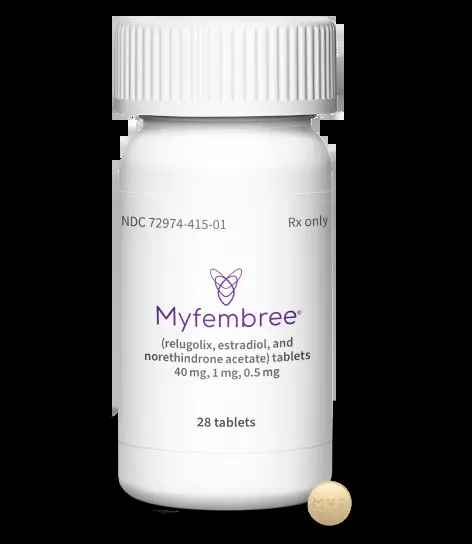 NDC 72974-415-01 Rx only
Myfembree®
(relugolix, estradiol, and
norethindrone acetate) tablets
40 mg, 1 mg, 0.5 mg
28 tablets